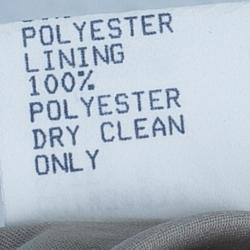 POLYESTER
LINING
100%
POLYESTER
DRY CLEAN
ONLY